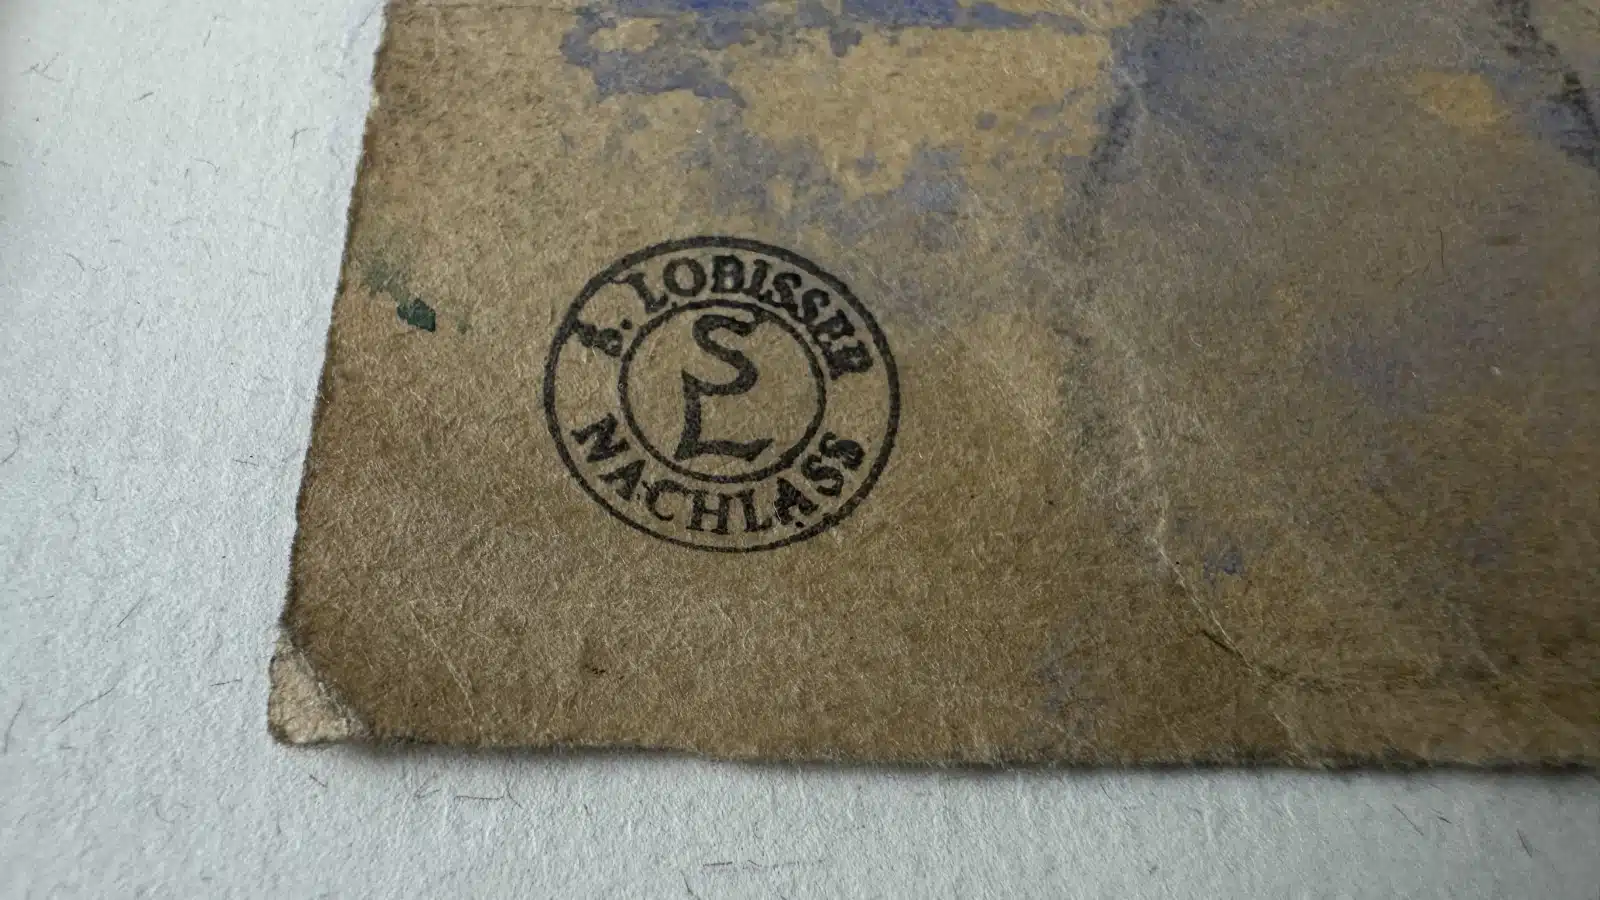 S. LOBISSER
SL
NACHLASS